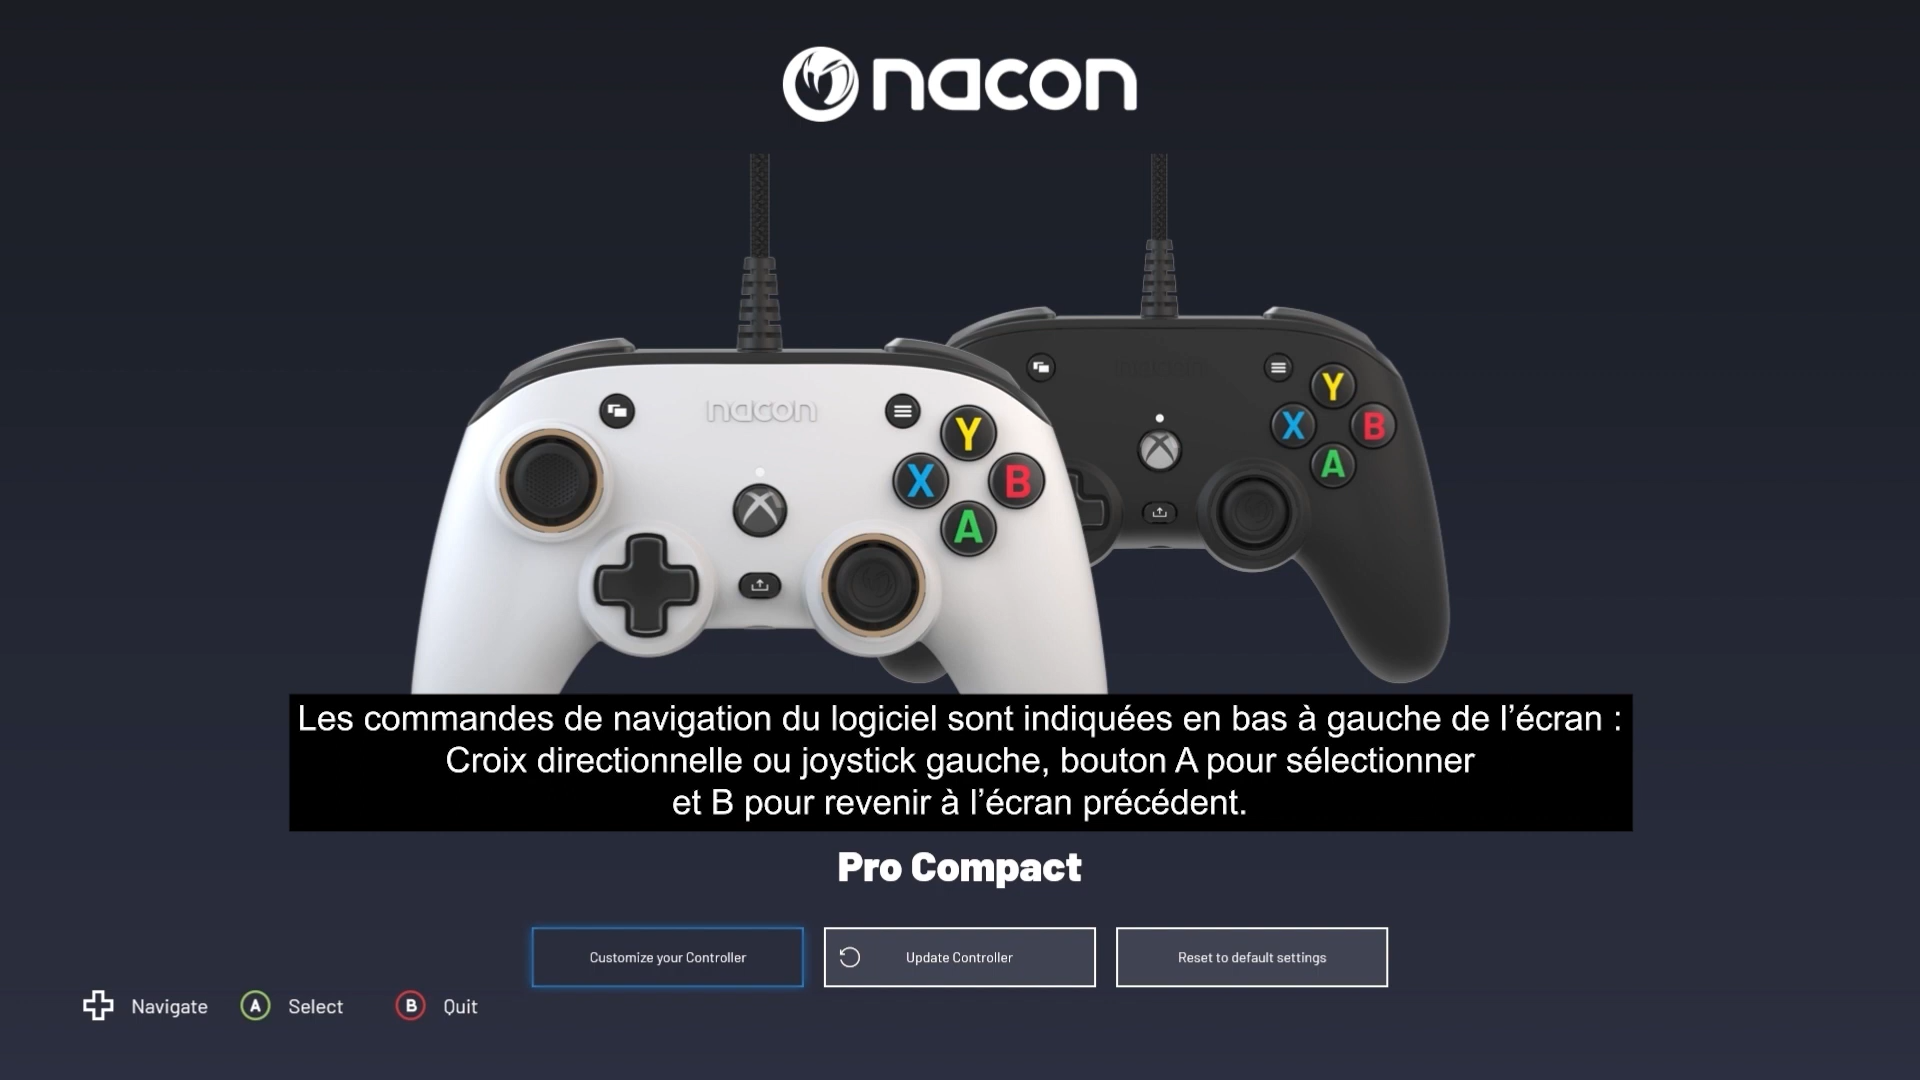 nacon
nacon
Y
X
B
A
Y
X
B
A
Les commandes de navigation du logiciel sont indiquées en bas à gauche de l’écran :
Croix directionnelle ou joystick gauche, bouton A pour sélectionner
et B pour revenir à l’écran précédent.
Pro Compact
Customize your Controller
Update Controller
Reset to default settings
Navigate
A
Select
B
Quit